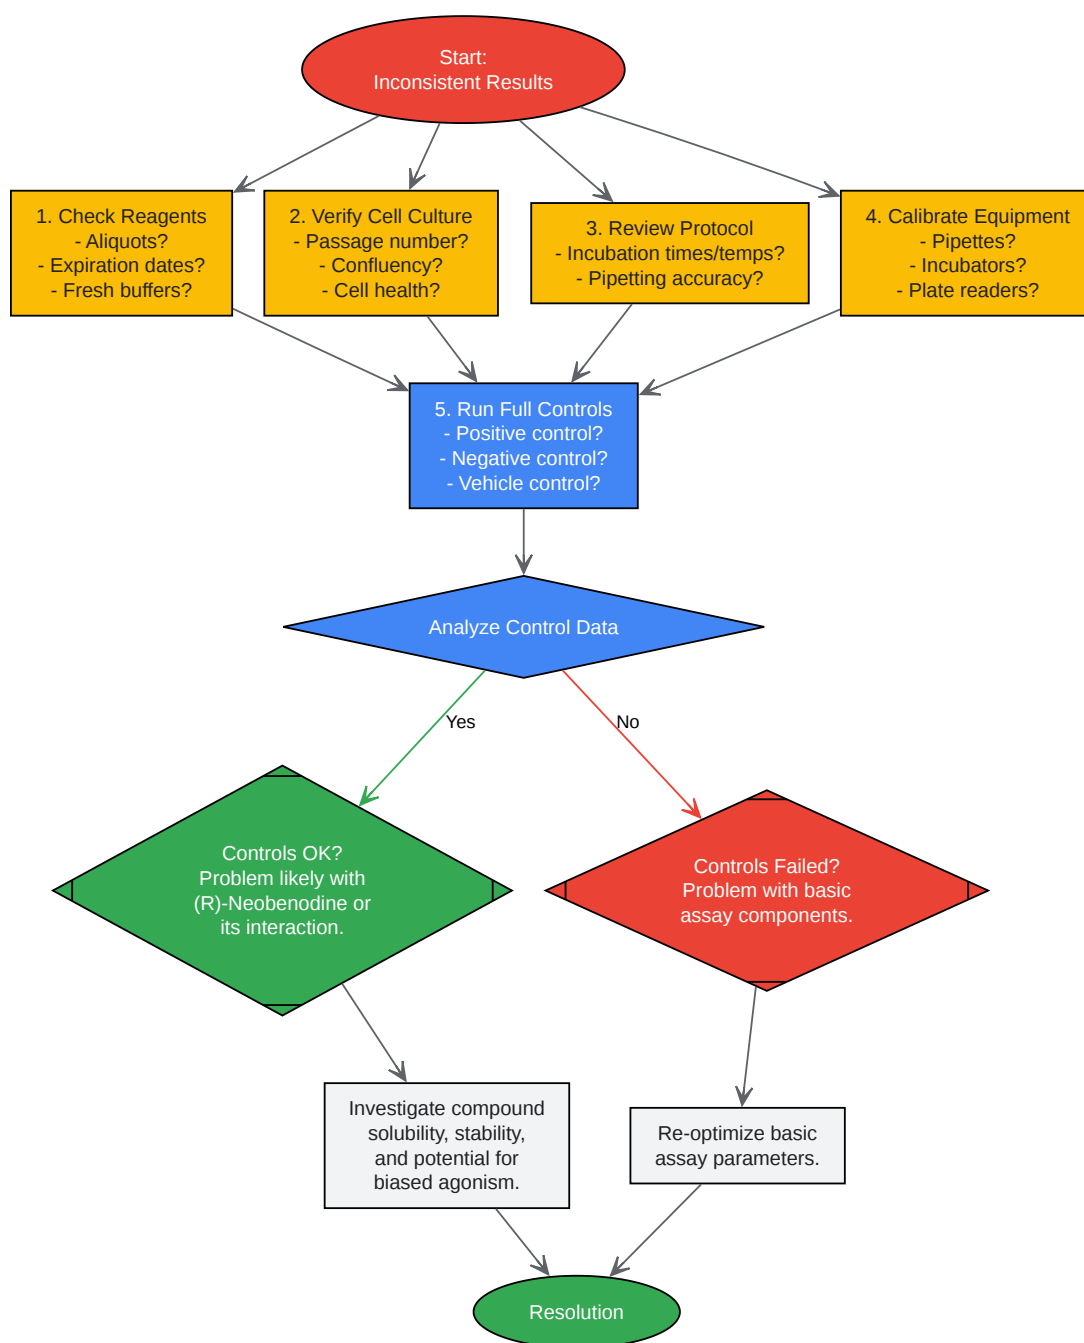 Start:
Inconsistent Results
1. Check Reagents
- Aliquots?
- Expiration dates?
- Fresh buffers?
2. Verify Cell Culture
- Passage number?
- Confluency?
- Cell health?
3. Review Protocol
- Incubation times/temps?
- Pipetting accuracy?
4. Calibrate Equipment
- Pipettes?
- Incubators?
- Plate readers?
5. Run Full Controls
- Positive control?
- Negative control?
- Vehicle control?
Analyze Control Data
Yes
No
Controls OK?
Problem likely with
(R)-Neobenodine or
its interaction.
Controls Failed?
Problem with basic
assay components.
Investigate compound
solubility, stability,
and potential for
biased agonism.
Re-optimize basic
assay parameters.
Resolution